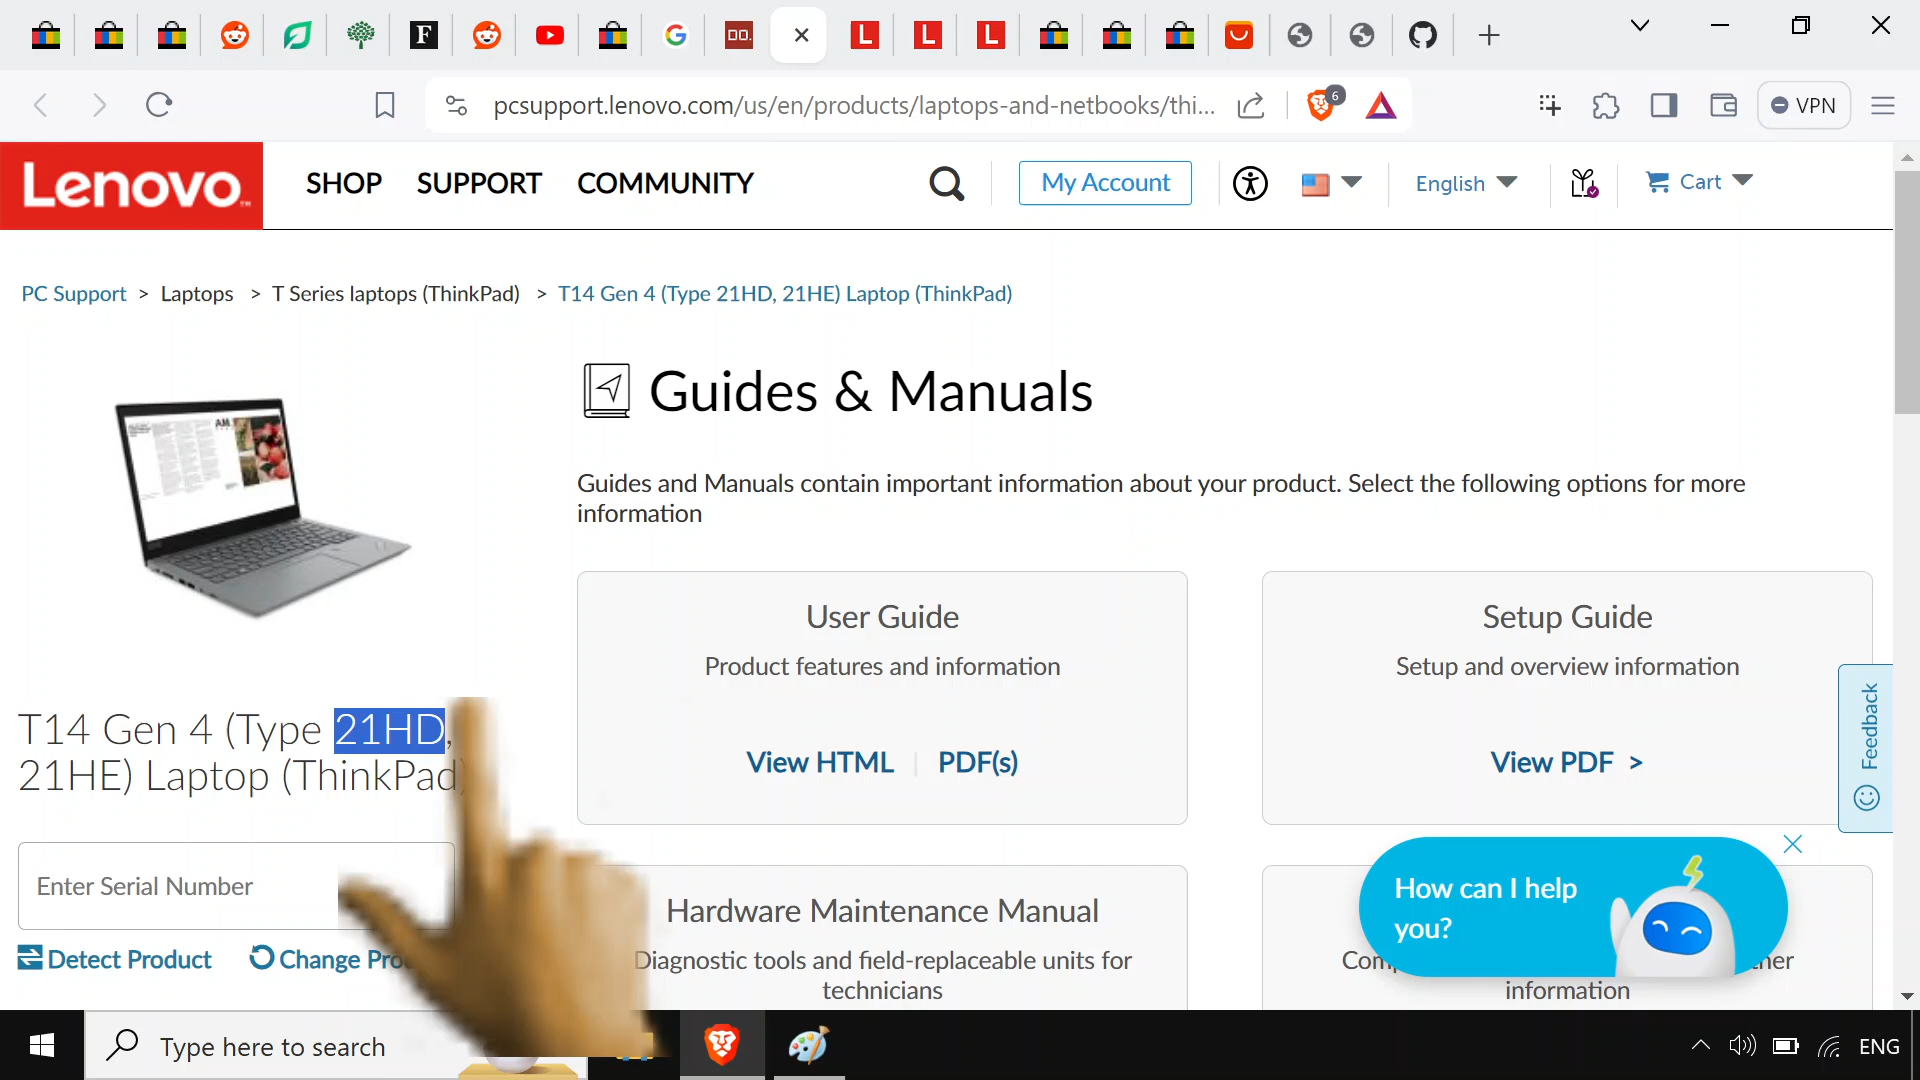 DO.
L
L
L
pcsupport.lenovo.com/us/en/products/laptops-and-netbooks/thi...
6
VPN
Lenovo
SHOP SUPPORT COMMUNITY
My Account
English
Cart
PC Support > Laptops > T Series laptops (ThinkPad) > T14 Gen 4 (Type 21HD, 21HE) Laptop (ThinkPad)
Guides & Manuals
Guides and Manuals contain important information about your product. Select the following options for more
information
User Guide
Product features and information
View HTML | PDF(s)
Setup Guide
Setup and overview information
View PDF >
Feedback
T14 Gen 4 (Type 21HD,
21HE) Laptop (ThinkPad)
Enter Serial Number
Detect Product
Change Pro
Hardware Maintenance Manual
Diagnostic tools and field-replaceable units for
technicians
Com
information
How can I help
you?
Type here to search
ENG